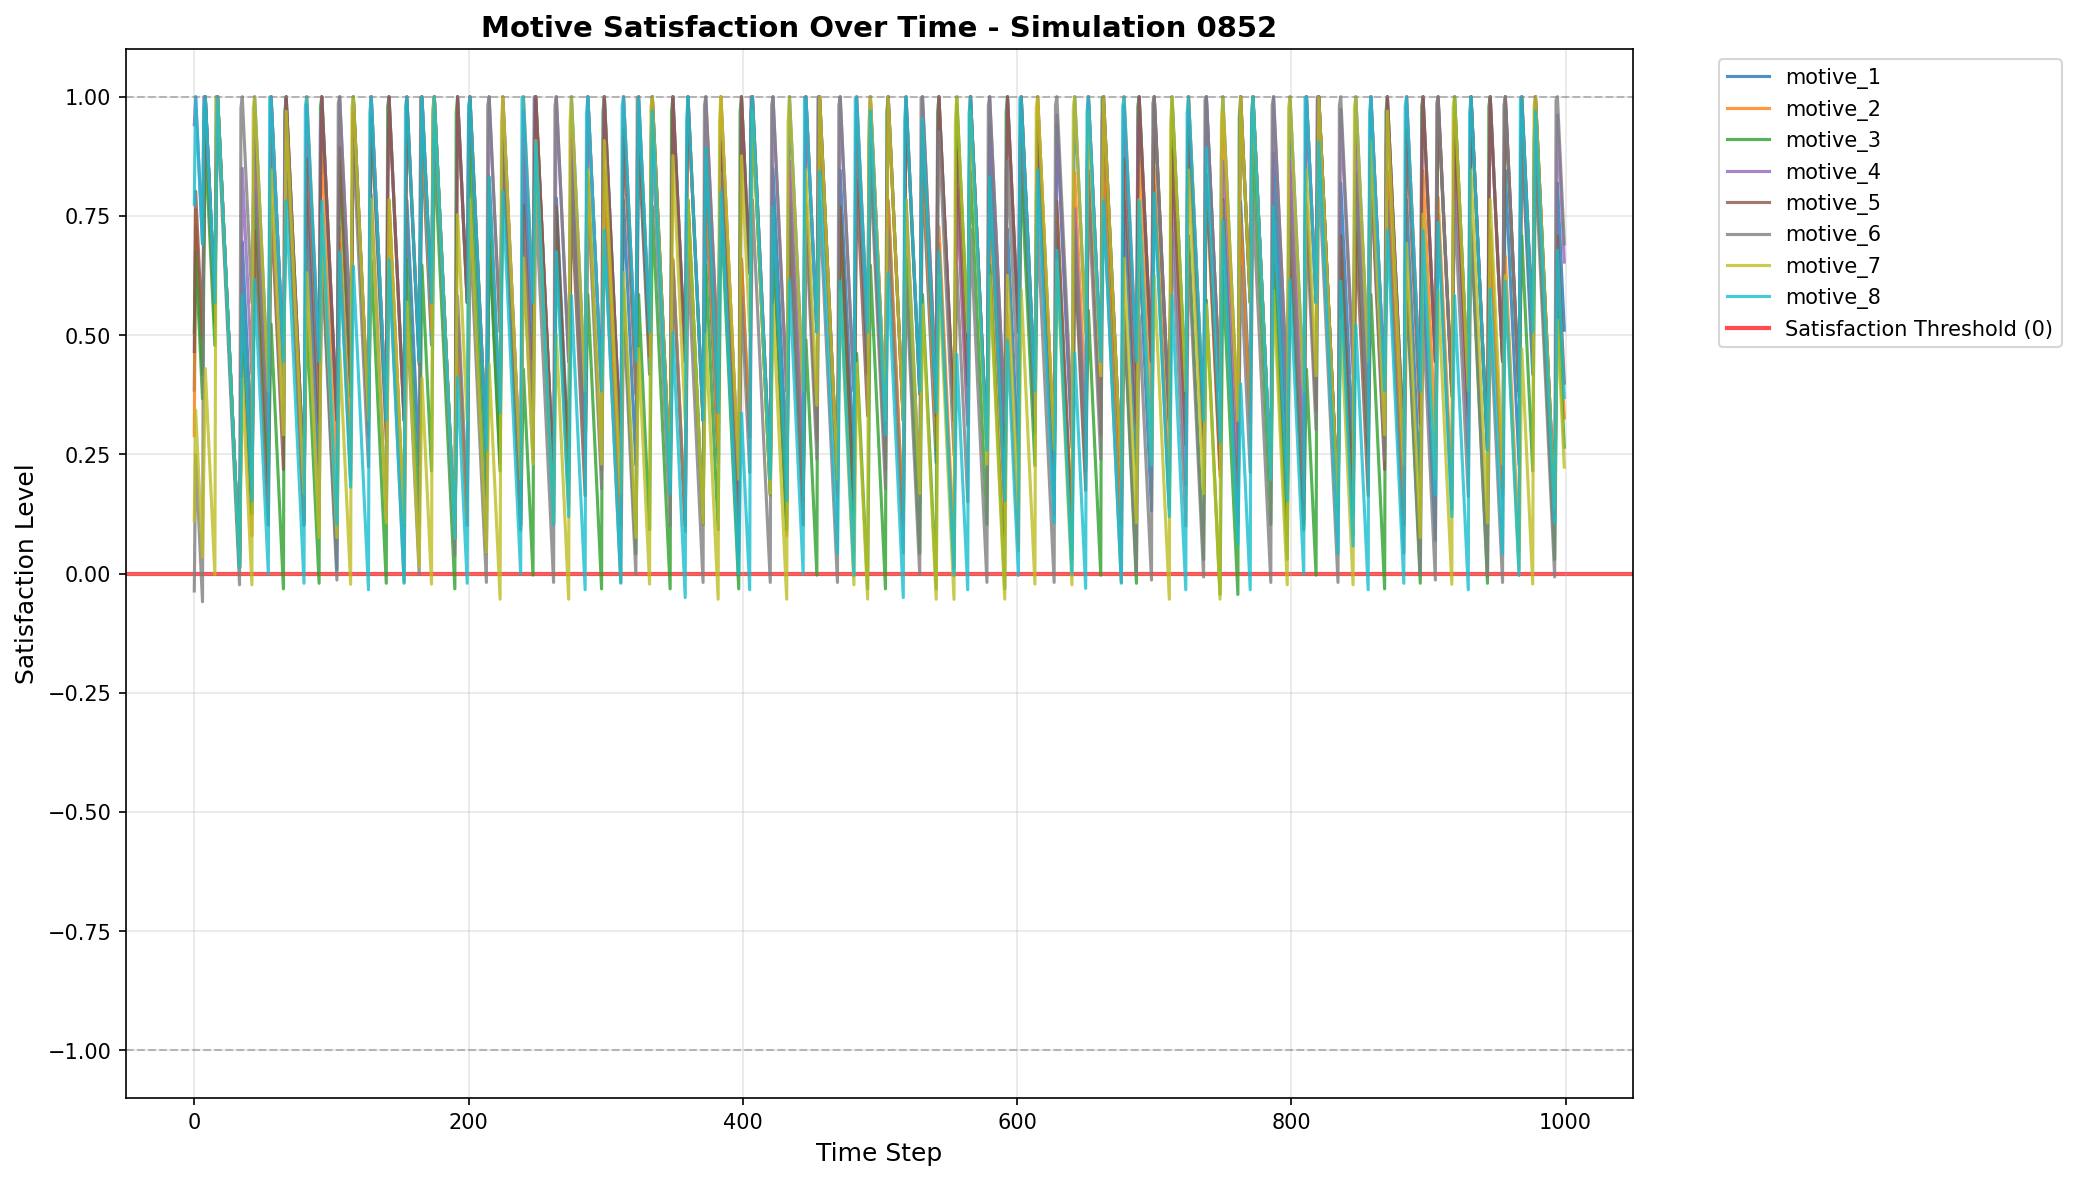 Motive Satisfaction Over Time - Simulation 0852
1.00
0.75
0.50
0.25
0.00
−0.25
−0.50
−0.75
−1.00
Satisfaction Level
0
200
400
600
800
1000
Time Step
motive_1
motive_2
motive_3
motive_4
motive_5
motive_6
motive_7
motive_8
Satisfaction Threshold (0)